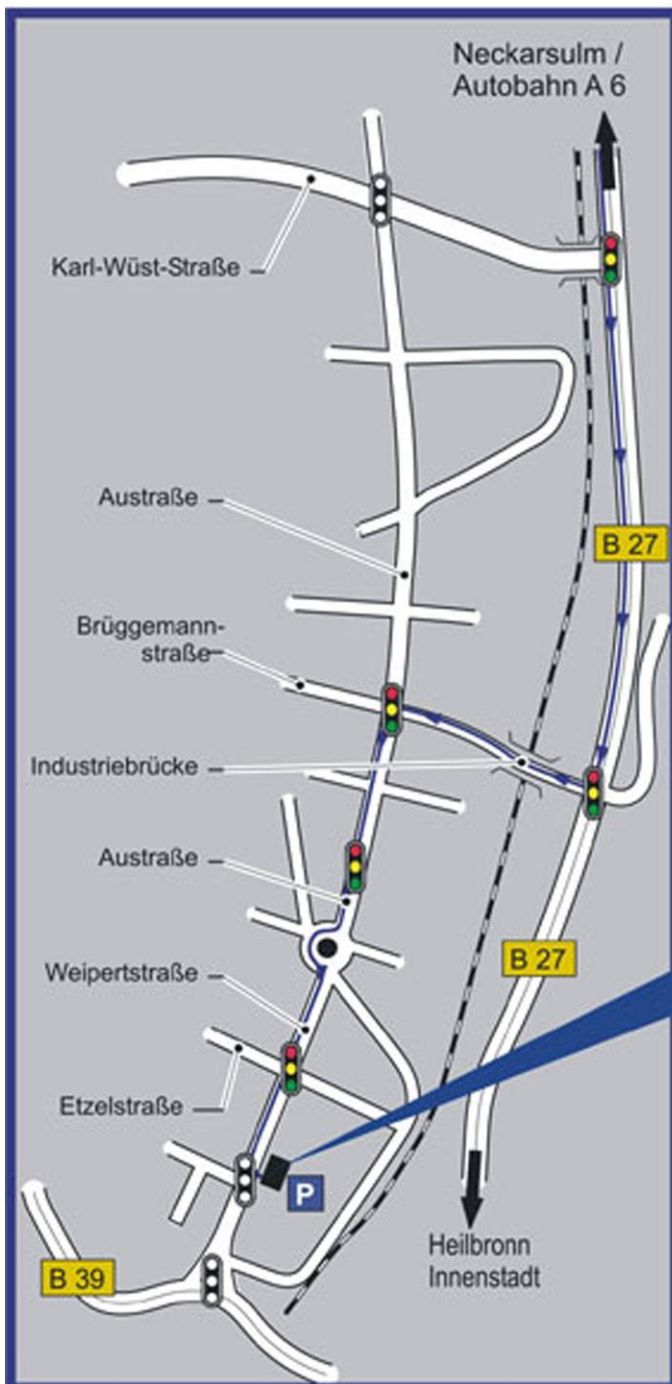 Neckarsulm /
Autobahn A 6
Karl-Wüst-Straße
Austraße
B 27
Brüggemann-
straße
Industriebrücke
Austraße
B 27
Weipertstraße
Etzelstraße
P
Heilbronn
Innenstadt
B 39